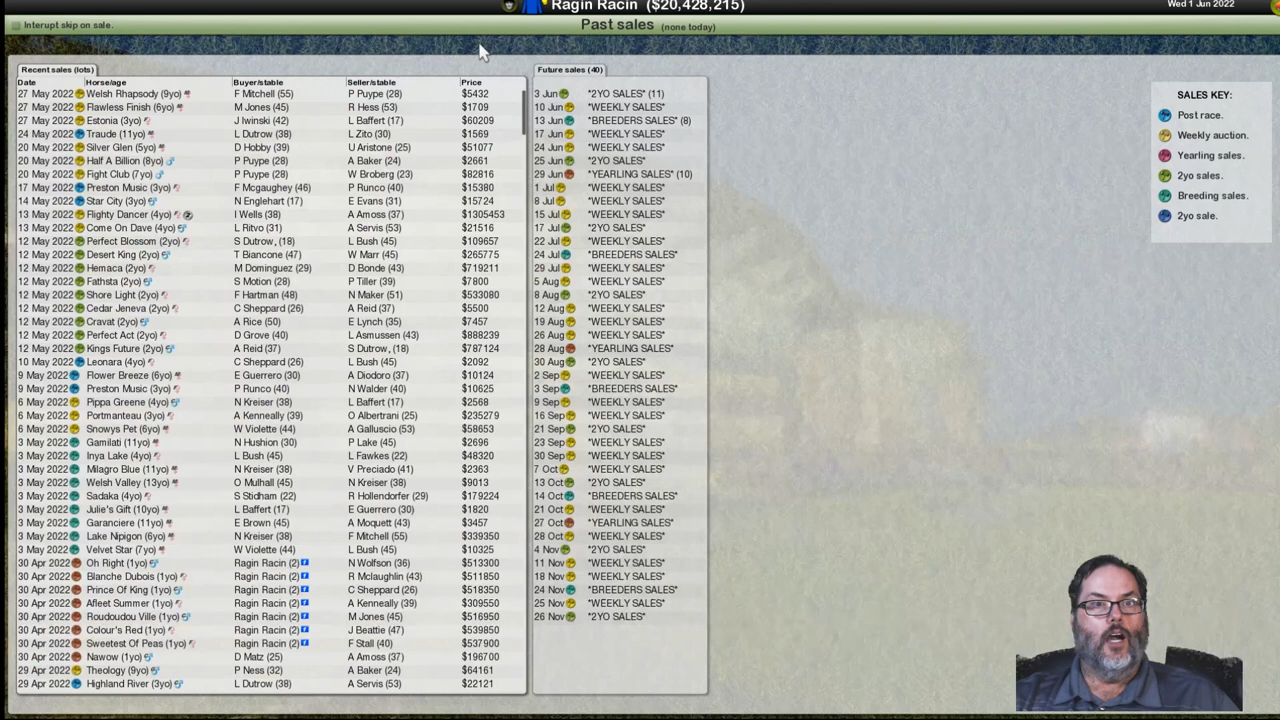 Ragin Racin ($20,428,215)
Wed 1 Jun 2022
Interupt skip on sale.
Past sales (none today)
Recent sales (lots)
Date Horse/age Buyer/stable Seller/stable Price
27 May 2022 Welsh Rhapsody (9yo) F Mitchell (55) P Puype (28) $5432
27 May 2022 Flawless Finish (6yo) M Jones (45) R Hess (53) $1709
27 May 2022 Estonia (3yo) J Iwinski (42) L Baffert (17) $60209
24 May 2022 Traude (11yo) L Dutrow (38) L Zito (30) $1569
20 May 2022 Silver Glen (5yo) D Hobby (39) U Aristone (25) $51077
20 May 2022 Half A Billion (8yo) P Puype (28) A Baker (24) $2661
20 May 2022 Fight Club (7yo) P Puype (28) W Broberg (23) $82816
17 May 2022 Preston Music (3yo) F Mcgaughey (46) P Runco (40) $15380
14 May 2022 Star City (3yo) N Englehart (17) E Evans (31) $15724
13 May 2022 Flighty Dancer (4yo) I Wells (38) A Amoss (37) $1305453
13 May 2022 Come On Dave (4yo) L Ritvo (31) A Servis (53) $21516
12 May 2022 Perfect Blossom (2yo) S Dutrow, (18) L Bush (45) $109657
12 May 2022 Desert King (2yo) T Biancone (47) W Marr (45) $265775
12 May 2022 Hemaca (2yo) M Dominguez (29) D Bonde (43) $719211
12 May 2022 Fathsta (2yo) S Motion (28) P Tiller (39) $7800
12 May 2022 Shore Light (2yo) F Hartman (48) N Maker (51) $533080
12 May 2022 Cedar Jeneva (2yo) C Sheppard (26) A Reid (37) $5500
12 May 2022 Cravat (2yo) A Rice (50) E Lynch (35) $7457
12 May 2022 Perfect Act (2yo) D Grove (40) L Asmussen (43) $888239
12 May 2022 Kings Future (2yo) A Reid (37) S Dutrow, (18) $787124
10 May 2022 Leonara (4yo) C Sheppard (26) L Bush (45) $2092
9 May 2022 Flower Breeze (6yo) E Guerrero (30) A Diodoro (37) $10124
9 May 2022 Preston Music (3yo) P Runco (40) N Walder (40) $10625
6 May 2022 Pippa Greene (4yo) N Kreiser (38) L Baffert (17) $2568
6 May 2022 Portmanteau (3yo) A Kenneally (39) O Albertrani (25) $235279
6 May 2022 Snowys Pet (6yo) W Violette (44) A Galluscio (53) $58653
3 May 2022 Gamilati (11yo) N Hushion (30) P Lake (45) $2696
3 May 2022 Inya Lake (4yo) L Bush (45) L Fawkes (22) $48320
3 May 2022 Milagro Blue (11yo) N Kreiser (38) V Preciado (41) $2363
3 May 2022 Welsh Valley (13yo) O Mulhall (45) N Kreiser (38) $9013
3 May 2022 Sadaka (4yo) S Stidham (22) R Hollendorfer (29) $179224
3 May 2022 Julie's Gift (10yo) L Baffert (17) E Guerrero (30) $1820
3 May 2022 Garanciere (11yo) E Brown (45) A Moquett (43) $3457
3 May 2022 Lake Nipigon (6yo) N Kreiser (38) F Mitchell (55) $339350
3 May 2022 Velvet Star (7yo) W Violette (44) L Bush (45) $10325
30 Apr 2022 Oh Right (1yo) Ragin Racin (2) N Wolfson (36) $513300
30 Apr 2022 Blanche Dubois (1yo) Ragin Racin (2) R Mclaughlin (43) $511850
30 Apr 2022 Prince Of King (1yo) Ragin Racin (2) C Sheppard (26) $518350
30 Apr 2022 Afleet Summer (1yo) Ragin Racin (2) A Kenneally (39) $309550
30 Apr 2022 Roudoudou Ville (1yo) Ragin Racin (2) M Jones (45) $516950
30 Apr 2022 Colour's Red (1yo) Ragin Racin (2) J Beattie (47) $539850
30 Apr 2022 Sweetest Of Peas (1yo) Ragin Racin (2) F Stall (40) $537900
30 Apr 2022 Nawow (1yo) D Matz (25) A Amoss (37) $196700
29 Apr 2022 Theology (9yo) P Ness (32) A Baker (24) $64161
29 Apr 2022 Highland River (3yo) L Dutrow (38) A Servis (53) $22121
Future sales (40)
3 Jun *2YO SALES* (11)
10 Jun *WEEKLY SALES*
13 Jun *BREEDERS SALES* (8)
17 Jun *WEEKLY SALES*
24 Jun *WEEKLY SALES*
25 Jun *2YO SALES*
29 Jun *YEARLING SALES* (10)
1 Jul *WEEKLY SALES*
8 Jul *WEEKLY SALES*
15 Jul *WEEKLY SALES*
17 Jul *2YO SALES*
22 Jul *WEEKLY SALES*
24 Jul *BREEDERS SALES*
29 Jul *WEEKLY SALES*
5 Aug *WEEKLY SALES*
8 Aug *2YO SALES*
12 Aug *WEEKLY SALES*
19 Aug *WEEKLY SALES*
26 Aug *WEEKLY SALES*
28 Aug *YEARLING SALES*
30 Aug *2YO SALES*
2 Sep *WEEKLY SALES*
3 Sep *BREEDERS SALES*
9 Sep *WEEKLY SALES*
16 Sep *WEEKLY SALES*
21 Sep *2YO SALES*
23 Sep *WEEKLY SALES*
30 Sep *WEEKLY SALES*
7 Oct *WEEKLY SALES*
13 Oct *2YO SALES*
14 Oct *BREEDERS SALES*
21 Oct *WEEKLY SALES*
27 Oct *YEARLING SALES*
28 Oct *WEEKLY SALES*
4 Nov *2YO SALES*
11 Nov *WEEKLY SALES*
18 Nov *WEEKLY SALES*
24 Nov *BREEDERS SALES*
25 Nov *WEEKLY SALES*
26 Nov *2YO SALES*
SALES KEY:
Post race.
Weekly auction.
Yearling sales.
2yo sales.
Breeding sales.
2yo sale.